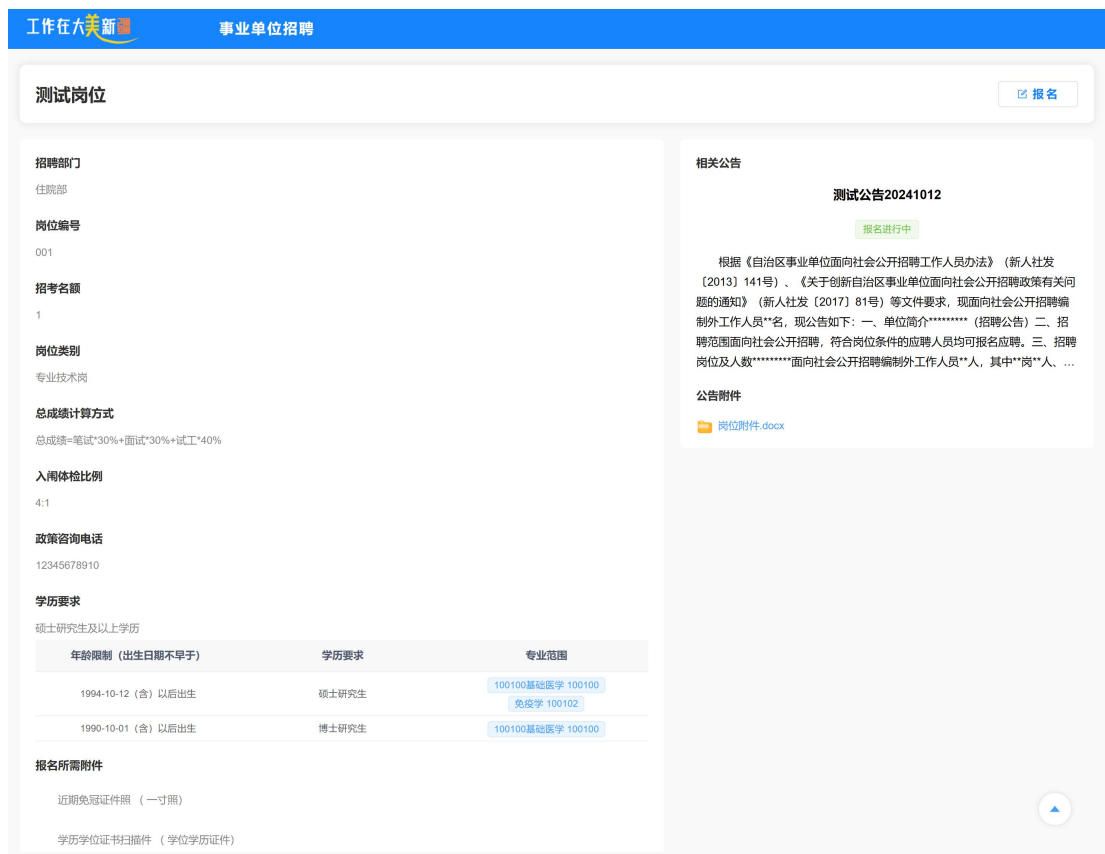 工作在大美新疆
事业单位招聘
测试岗位
报名
招聘部门
住院部
岗位编号
001
招考名额
1
岗位类别
专业技术岗
总成绩计算方式
总成绩=笔试*30%+面试*30%+试工*40%
入闱体检比例
4:1
政策咨询电话
12345678910
学历要求
硕士研究生及以上学历
年龄限制（出生日期不早于） 学历要求 专业范围
1994-10-12（含）以后出生 硕士研究生 100100基础医学 100100
免疫学 100102
1990-10-01（含）以后出生 博士研究生 100100基础医学 100100
报名所需附件
近期免冠证件照 （ 一寸照）
学历学位证书扫描件 （ 学位学历证件）
相关公告
测试公告20241012
报名进行中
根据《自治区事业单位面向社会公开招聘工作人员办法》（新人社发
〔2013〕141号）、《关于创新自治区事业单位面向社会公开招聘政策有关问
题的通知》（新人社发〔2017〕81号）等文件要求，现面向社会公开招聘编
制外工作人员**名，现公告如下：一、单位简介*********（招聘公告）二、招
聘范围面向社会公开招聘，符合岗位条件的应聘人员均可报名应聘。三、招聘
岗位及人数*********面向社会公开招聘编制外工作人员**人，其中**岗**人、…
公告附件
岗位附件.docx